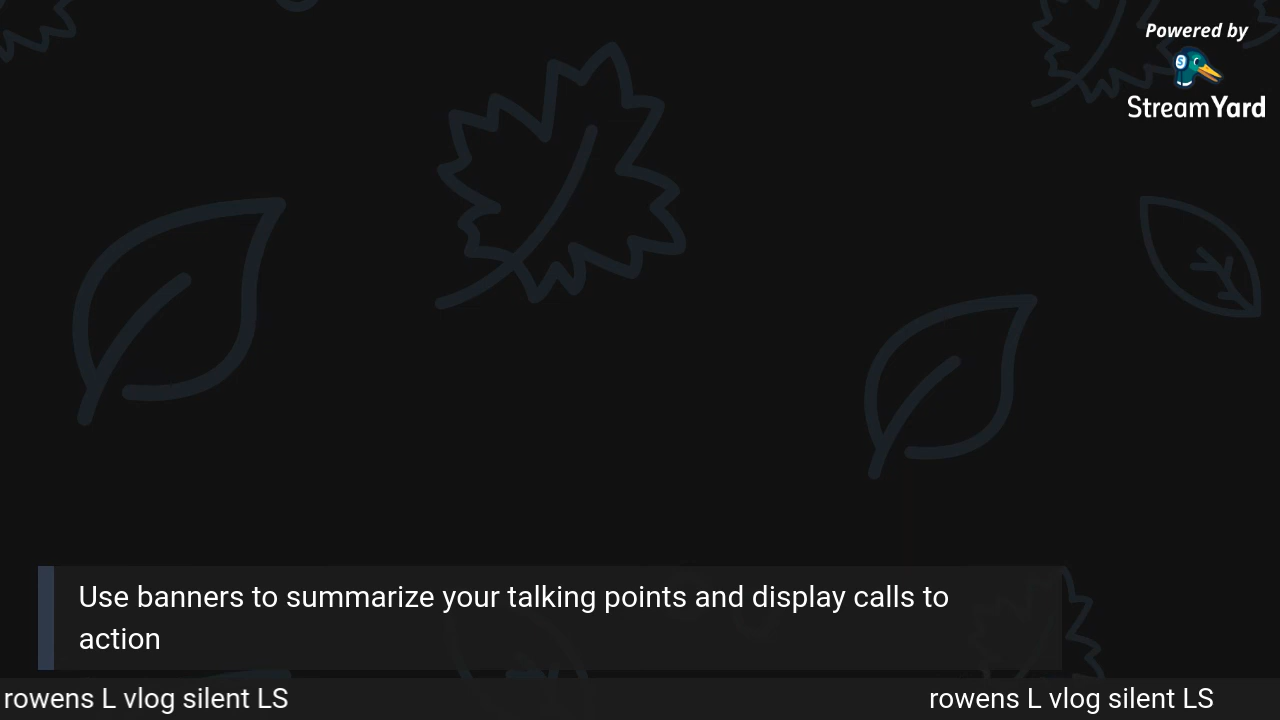 Powered by
StreamYard
Use banners to summarize your talking points and display calls to
action
rowens L vlog silent LS
rowens L vlog silent LS